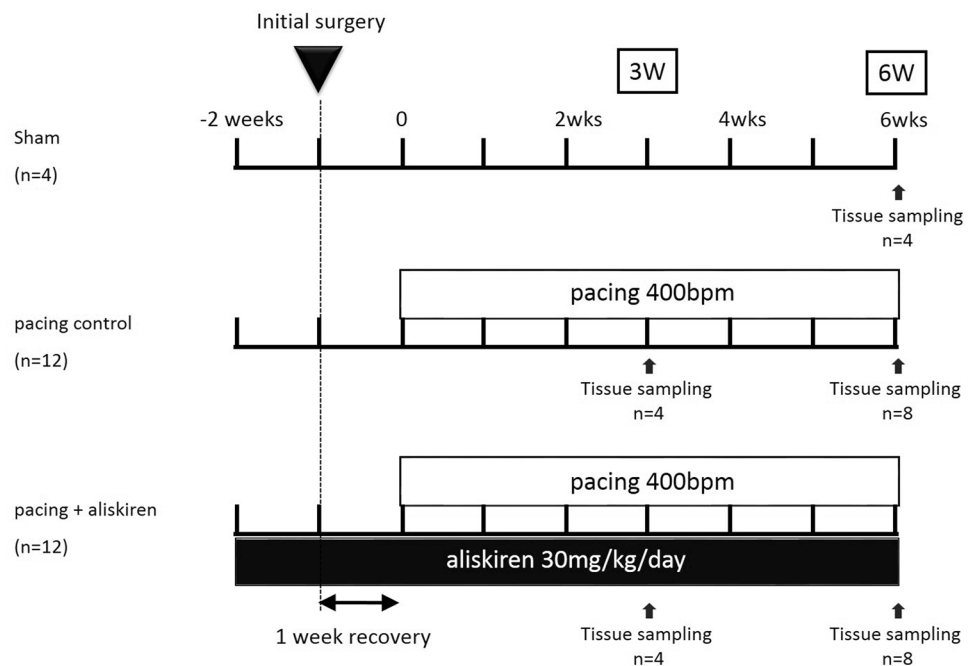 Initial surgery
3W
6W
-2 weeks
0
2wks
4wks
6wks
Sham
(n=4)
Tissue sampling
n=4
pacing 400bpm
pacing control
(n=12)
Tissue sampling
n=4
Tissue sampling
n=8
pacing 400bpm
pacing + aliskiren
(n=12)
aliskiren 30mg/kg/day
1 week recovery
Tissue sampling
n=4
Tissue sampling
n=8